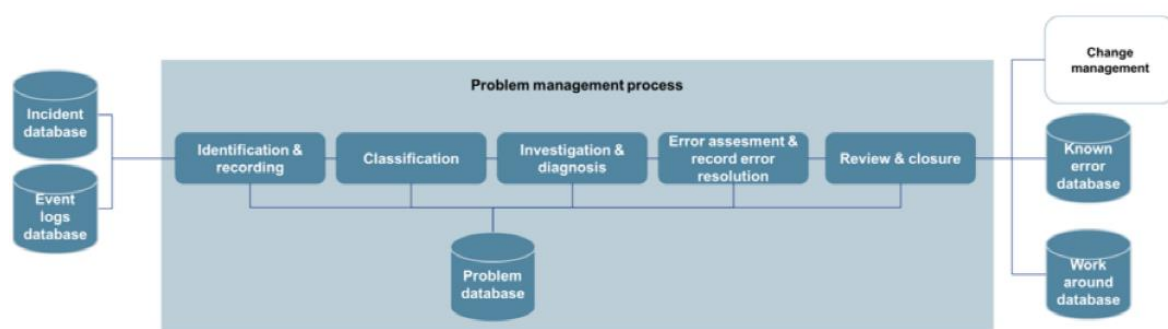 Problem management process
Incident
database
Event
logs
database
Identification &
recording
Classification
Investigation &
diagnosis
Error assesment &
record error
resolution
Review & closure
Problem
database
Change
management
Known
error
database
Work
around
database